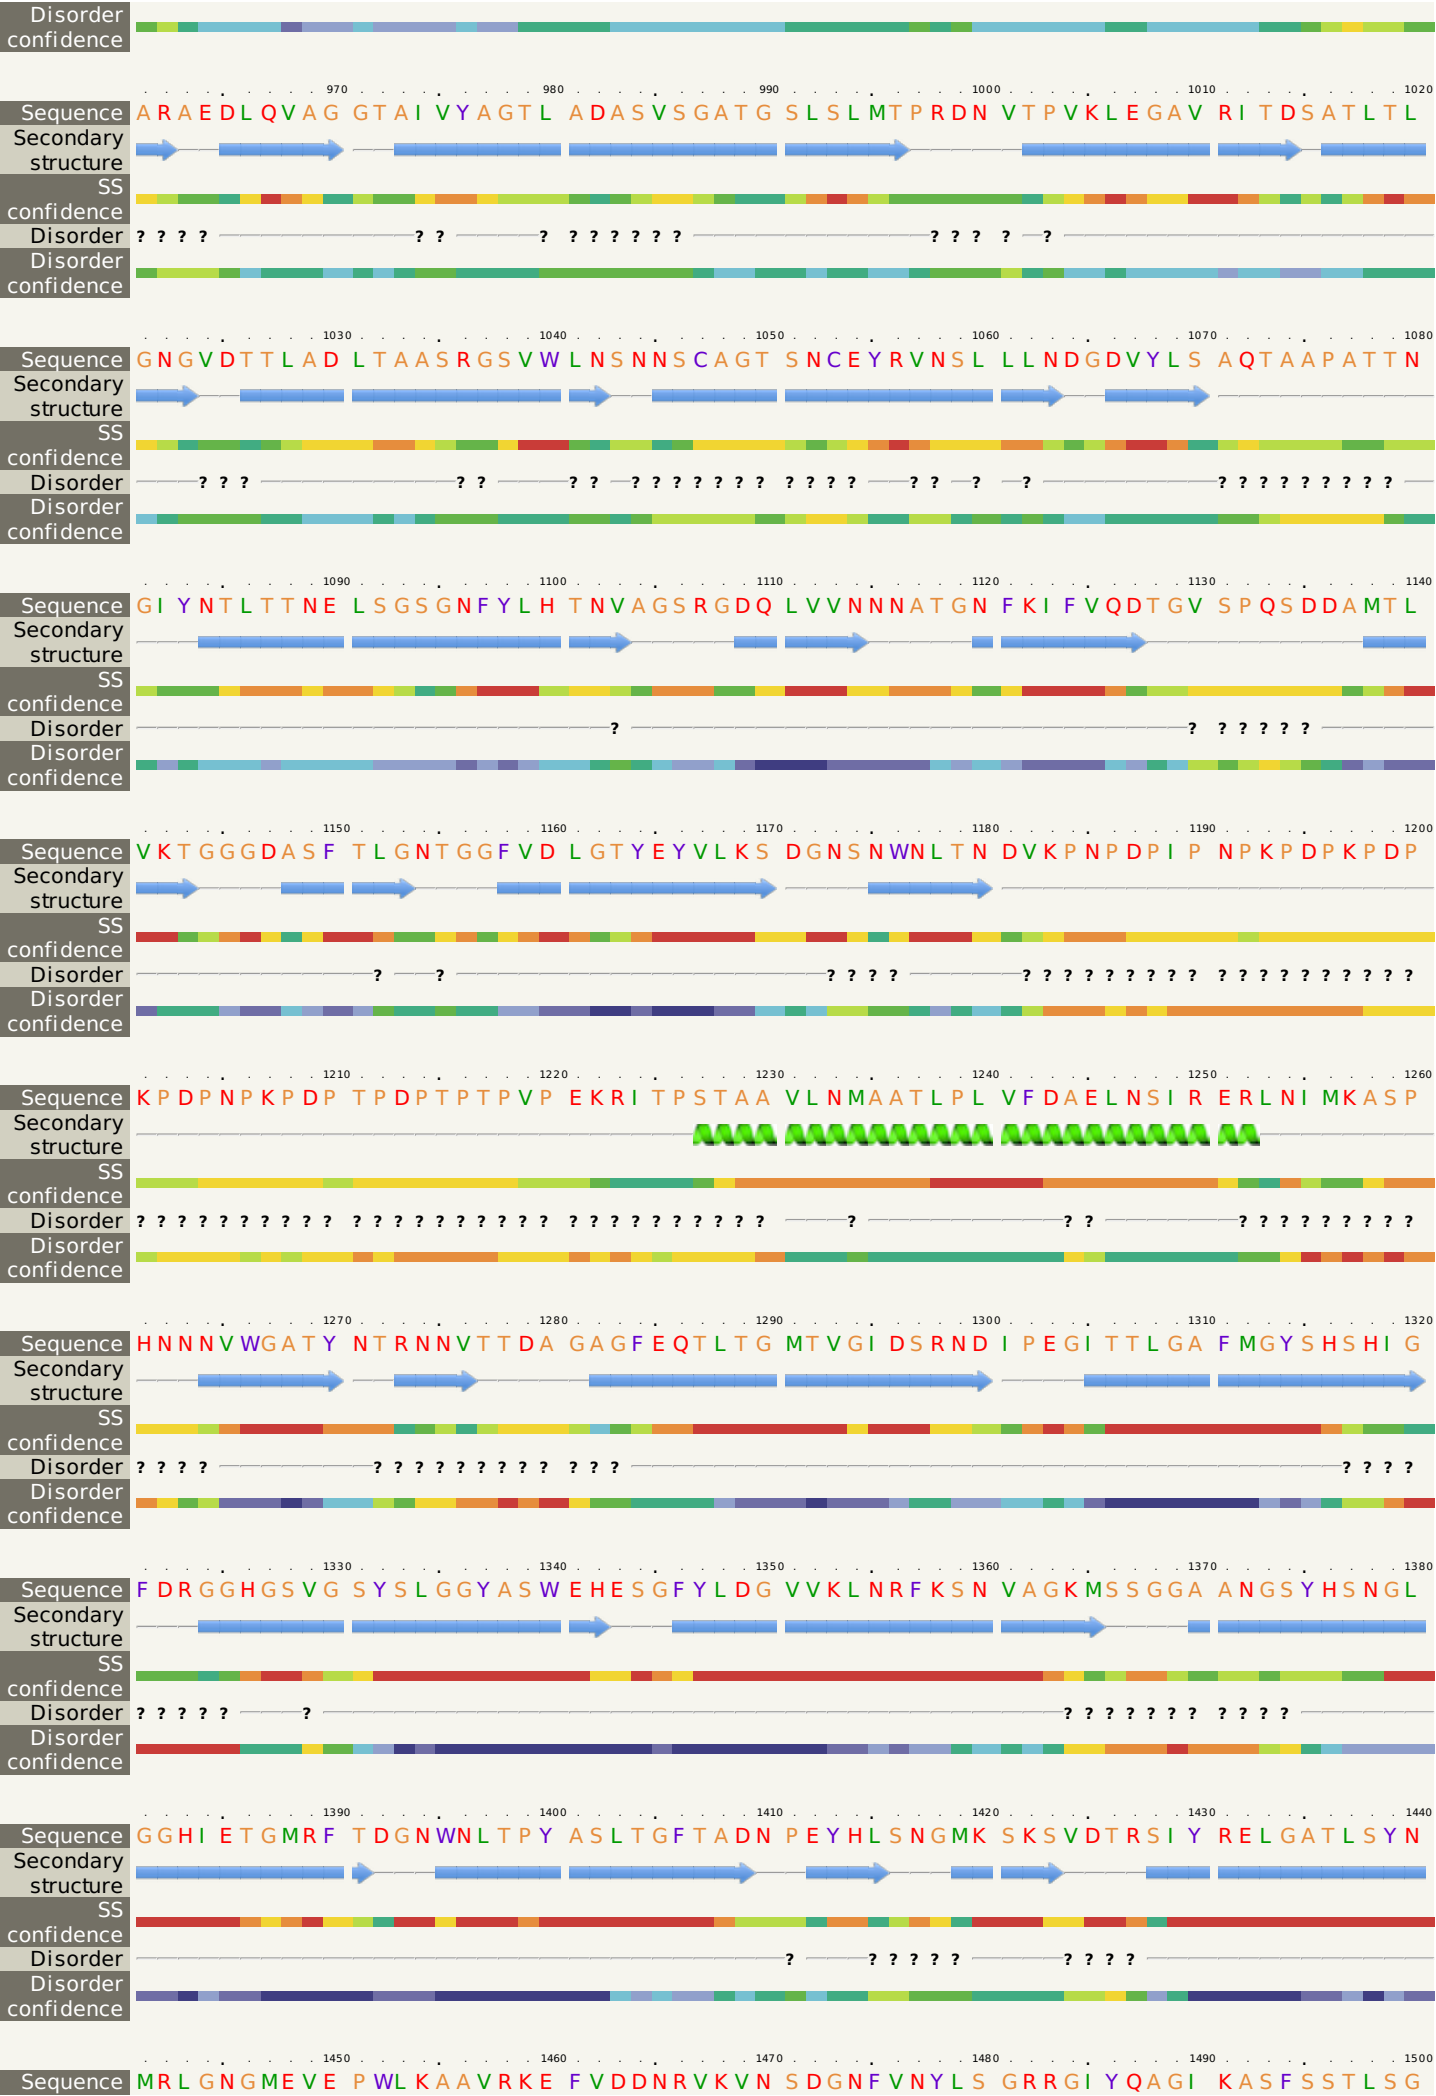 Disorder
confidence
970 980 990 1000 1010 1020
Sequence ARAEDLQVAG GTAIVYAGTL ADASVSGATG SLSLMTPRDN VTPVKLEGAV RITDSATLTL
Secondary
structure
SS
confidence
Disorder ? ? ? ? ? ? ? ? ? ? ? ? ? ? ? ? ? ?
Disorder
confidence
1030 1040 1050 1060 1070 1080
Sequence GNGVDTTLAD LTAASRGSVW LNSNNSCAGT SNCEYRVNSL LLNDGDVYLS AQTAAPATTN
Secondary
structure
SS
confidence
Disorder ? ? ? ? ? ? ? ? ? ? ? ? ? ? ? ? ? ? ? ? ? ? ? ? ? ? ? ? ? ? ? ?
Disorder
confidence
1090 1100 1110 1120 1130 1140
Sequence GIYNTLTTNE LSGSGNFYLH TNVAGSRGDQ LVVNNNATGN FKIFVQDTGV SPQSDDAMTL
Secondary
structure
SS
confidence
Disorder ? ? ? ? ? ? ?
Disorder
confidence
1150 1160 1170 1180 1190 1200
Sequence VKTGGGDASF TLGNTGGFVD LGTYEYVLKS DGNSNWNLTN DVKPNPDPIP NPKPDPKPDP
Secondary
structure
SS
confidence
Disorder ? ? ? ? ? ? ? ? ? ? ? ? ? ? ? ? ? ? ? ? ? ? ? ? ?
Disorder
confidence
1210 1220 1230 1240 1250 1260
Sequence KPDPNPKPDP TPDPTPTPVP EKRITPSTAA VLNMAATLPL VFDAELNSIR ERLNIMKASP
Secondary
structure
SS
confidence
Disorder ? ? ? ? ? ? ? ? ? ? ? ? ? ? ? ? ? ? ? ? ? ? ? ? ? ? ? ? ? ? ? ? ? ? ? ? ? ? ? ? ? ? ?
Disorder
confidence
1270 1280 1290 1300 1310 1320
Sequence HNNNVWGATY NTRNNVTTDA GAGFEQTLTG MTVGIDSRND IPEGITTLGA FMGYSHSHIG
Secondary
structure
SS
confidence
Disorder ? ? ? ? ? ? ? ? ? ? ? ? ? ? ? ? ? ? ? ?
Disorder
confidence
1330 1340 1350 1360 1370 1380
Sequence FDRGGHGSVG SYSLGGYASW EHESGFYLDG VVKLNRFKSN VAGKMSSGGA ANGSYHSNGL
Secondary
structure
SS
confidence
Disorder ? ? ? ? ? ? ? ? ? ? ? ? ? ? ? ? ?
Disorder
confidence
1390 1400 1410 1420 1430 1440
Sequence GGHIETGMRF TDGNWNLTPY ASLTGFTADN PEYHLSNGMK SKSVDTRSIY RELGATLSYN
Secondary
structure
SS
confidence
Disorder ? ? ? ? ? ? ? ? ? ?
Disorder
confidence
1450 1460 1470 1480 1490 1500
Sequence MRLGNGMEVE PWLKAAVRKE FVDDNRVKVN SDGNFVNYLS GRRGIYQAGI KASFSSTLSG